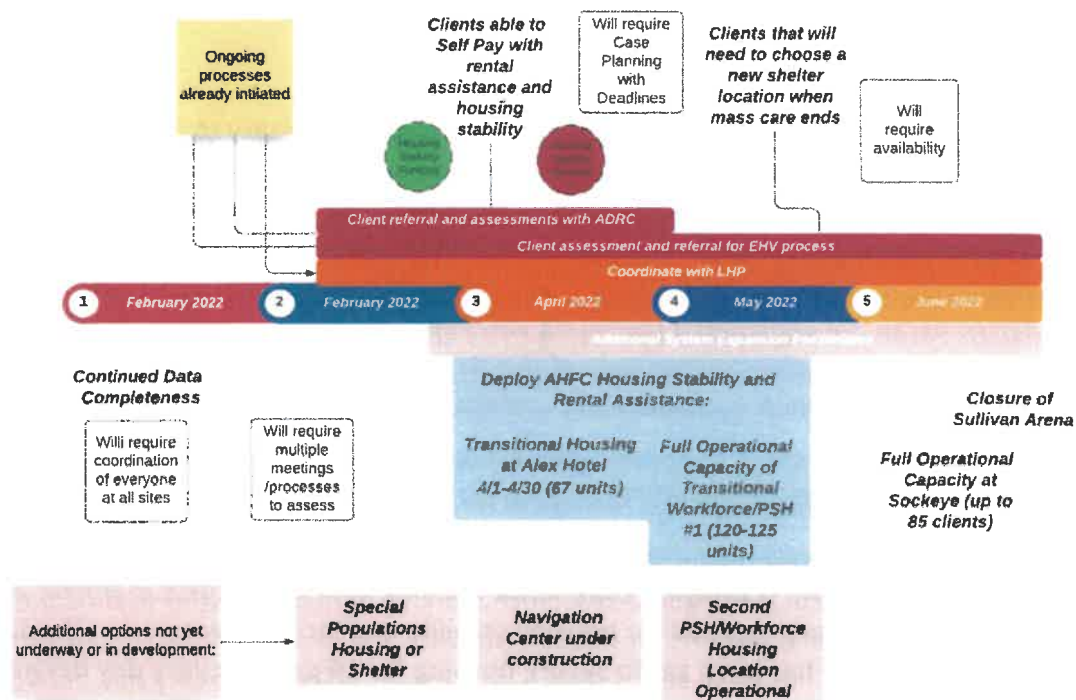 Ongoing
processes
already intiiated
Clients able to
Self Pay with
rental
assistance and
housing
stability
Will require
Case
Planning
with
Deadlines
Clients that will
need to choose a
new shelter
location when
mass care ends
Will
require
availability
Client referral and assessments with ADRC
Client assessment and referral for EHV process
Coordinate with LHP
1 February 2022
2 February 2022
3 April 2022
4 May 2022
5 June 2022
Additional System Expansion
Continued Data
Completeness
Willi require
coordination
of everyone
at all sites
Will require
multiple
meetings
/processes
to assess
Deploy AHFC Housing Stability and
Rental Assistance:
Transitional Housing
at Alex Hotel
4/1-4/30 (67 units)
Full Operational
Capacity of
Transitional
Workforce/PSH
#1 (120-125
units)
Closure of
Sullivan Arena
Full Operational
Capacity at
Sockeye (up to
85 clients)
Additional options not yet
underway or in development:
Special
Populations
Housing or
Shelter
Navigation
Center under
construction
Second
PSH/Workforce
Housing
Location
Operational